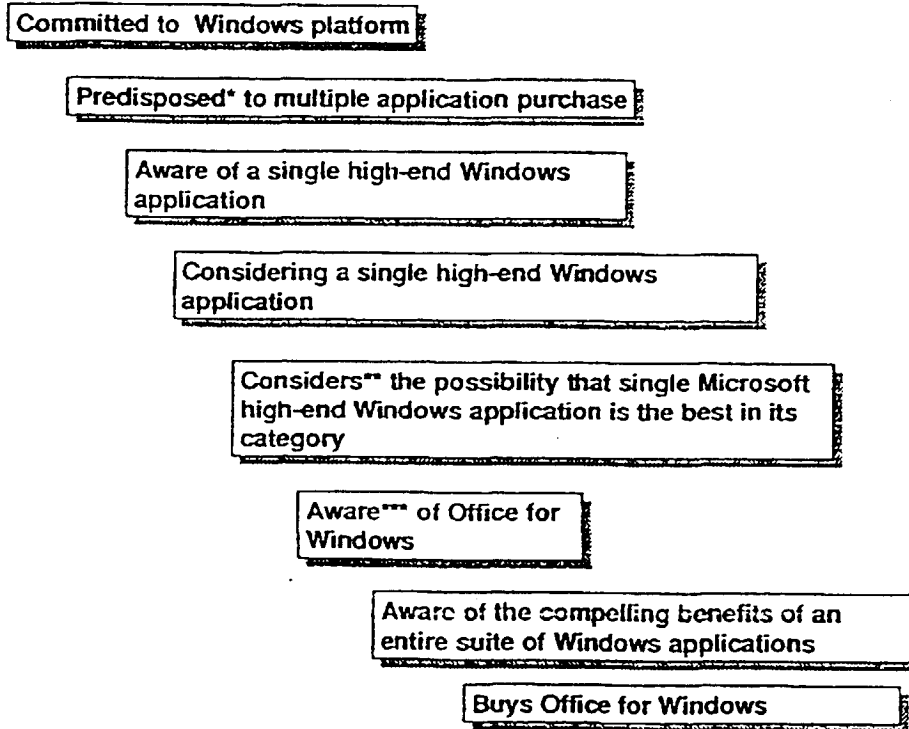 Committed to Windows platform
Predisposed* to multiple application purchase
Aware of a single high-end Windows
application
Considering a single high-end Windows
application
Considers** the possibility that single Microsoft
high-end Windows application is the best in its
category
Aware*** of Office for
Windows
Aware of the compelling benefits of an
entire suite of Windows applications
Buys Office for Windows